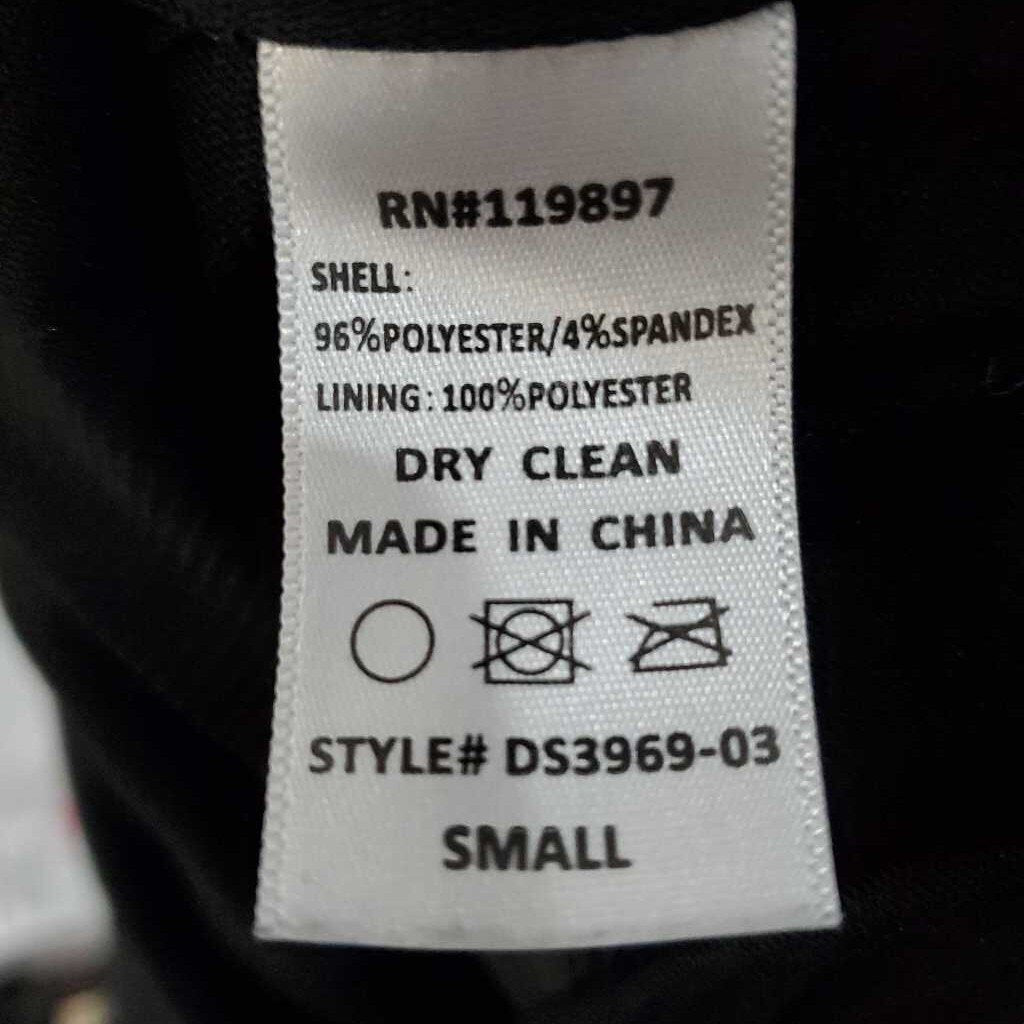 RN#119897
SHELL:
96%POLYESTER/4%SPANDEX
LINING: 100%POLYESTER
DRY CLEAN
MADE IN CHINA
STYLE# DS3969-03
SMALL